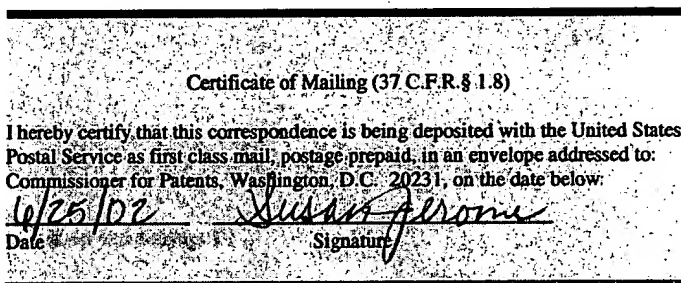 Certificate of Mailing (37 C.F.R.§ 1.8)
I hereby certify that this correspondence is being deposited with the United States
Postal Service as first class mail, postage prepaid, in an envelope addressed to:
Commissioner for Patents, Washington, D.C. 20231, on the date below:
6/25/02 Susan Jerome
Date Signature